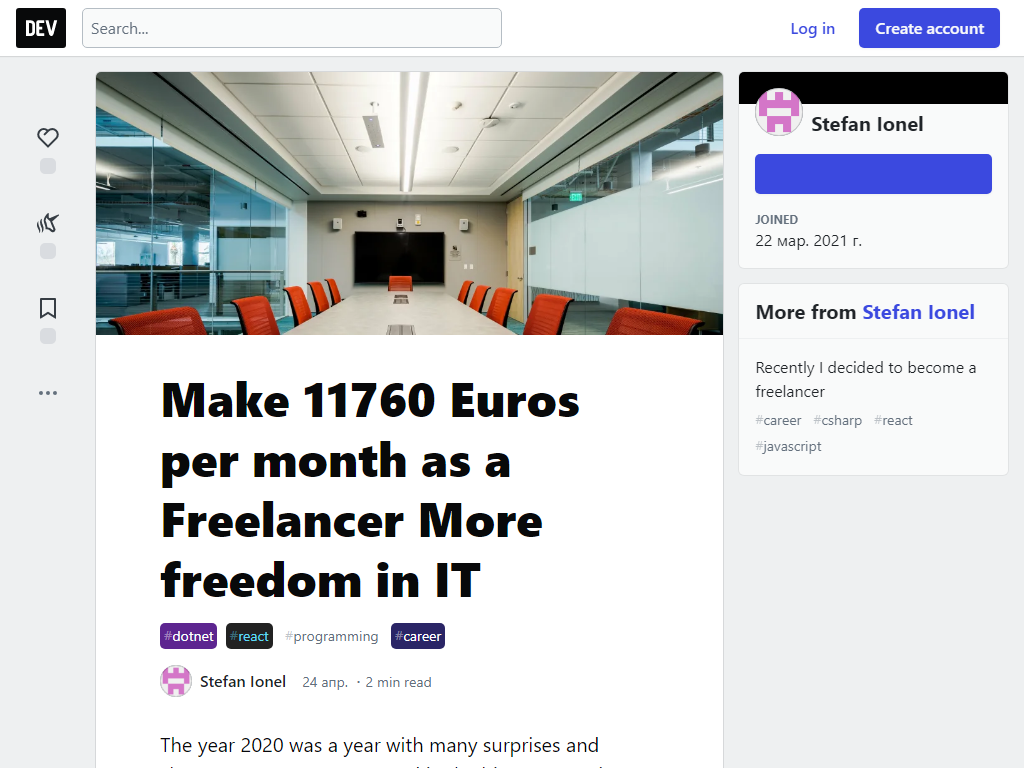 DEV
Search...
Log in
Create account
Stefan Ionel
JOINED
22 мар. 2021 г.
More from Stefan Ionel
Recently I decided to become a
freelancer
#career #csharp #react
#javascript
Make 11760 Euros
per month as a
Freelancer More
freedom in IT
#dotnet #react #programming #career
Stefan Ionel 24 апр. · 2 min read
The year 2020 was a year with many surprises and